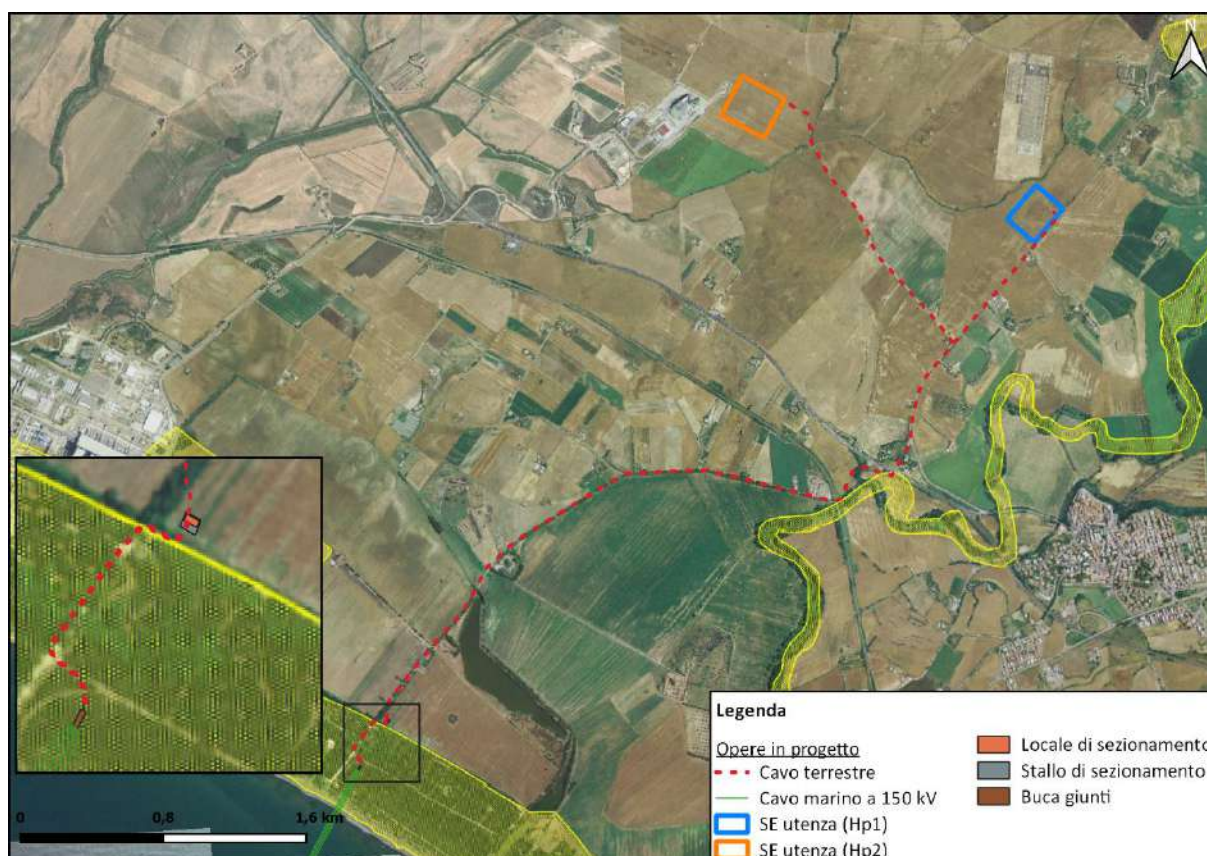 N
0
0,8
1,6 km
Legenda
Opere in progetto
Cavo terrestre
Cavo marino a 150 kV
SE utenza (Hp1)
SE utenza (Hp2)
Locale di sezionamento
Stallo di sezionamento
Buca giunti